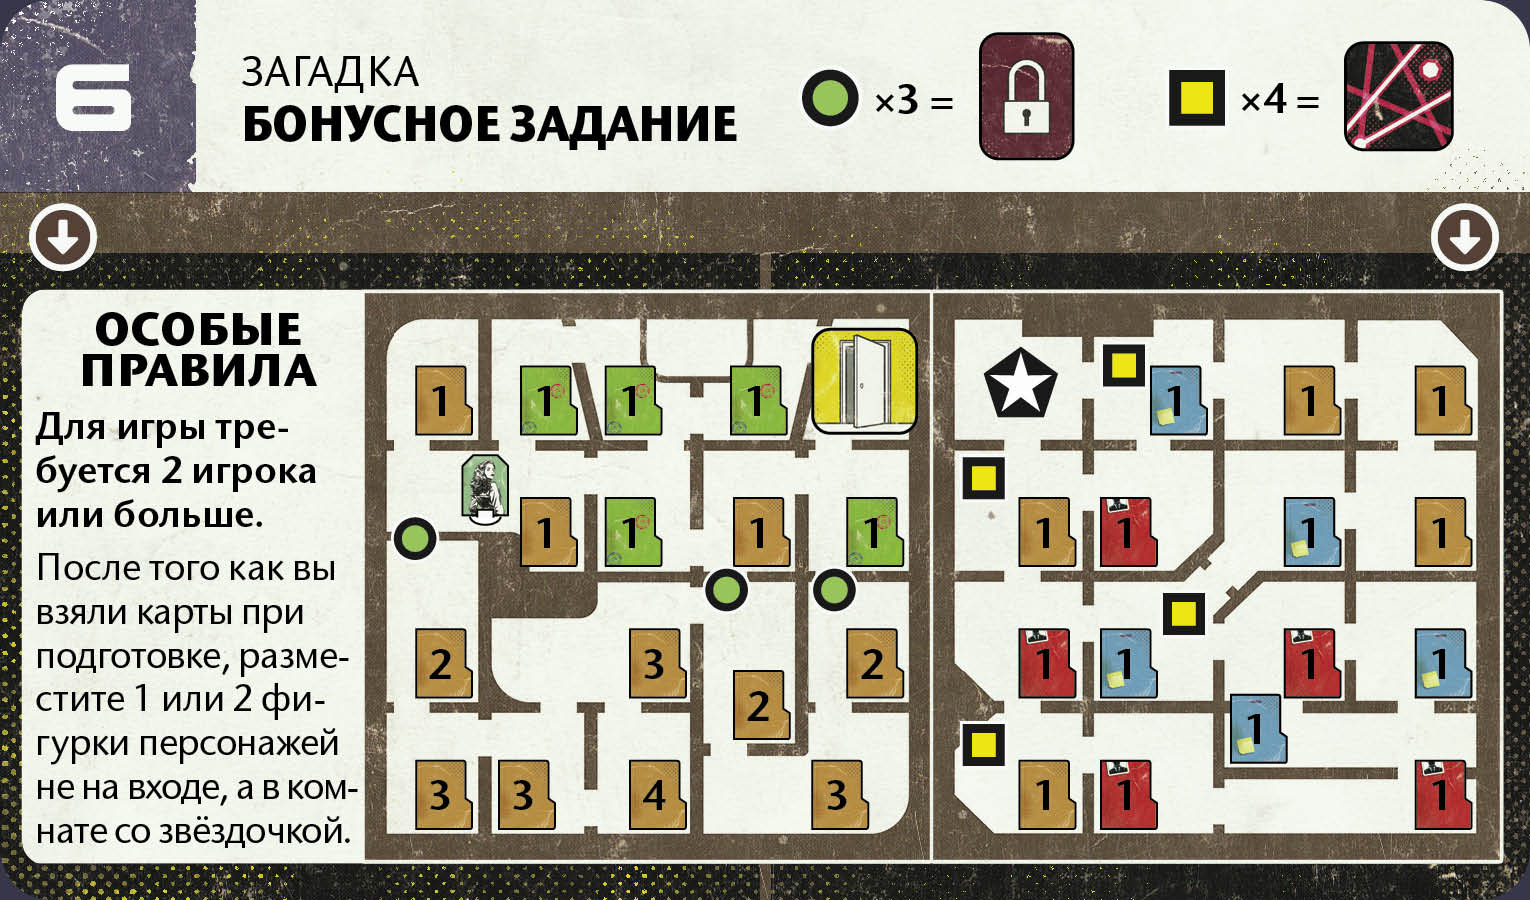 6
ЗАГАДКА
БОНУСНОЕ ЗАДАНИЕ
×3 =
×4 =
ОСОБЫЕ
ПРАВИЛА
Для игры тре-
буется 2 игрока
или больше.
После того как вы
взяли карты при
подготовке, разме-
стите 1 или 2 фи-
гурки персонажей
не на входе, а в ком-
нате со звёздочкой.
1 1 1 1
1 1 1 1
2 3 2
2
3 3 4 3
1 1 1
1 1 1 1
1 1 1 1
1
1 1 1